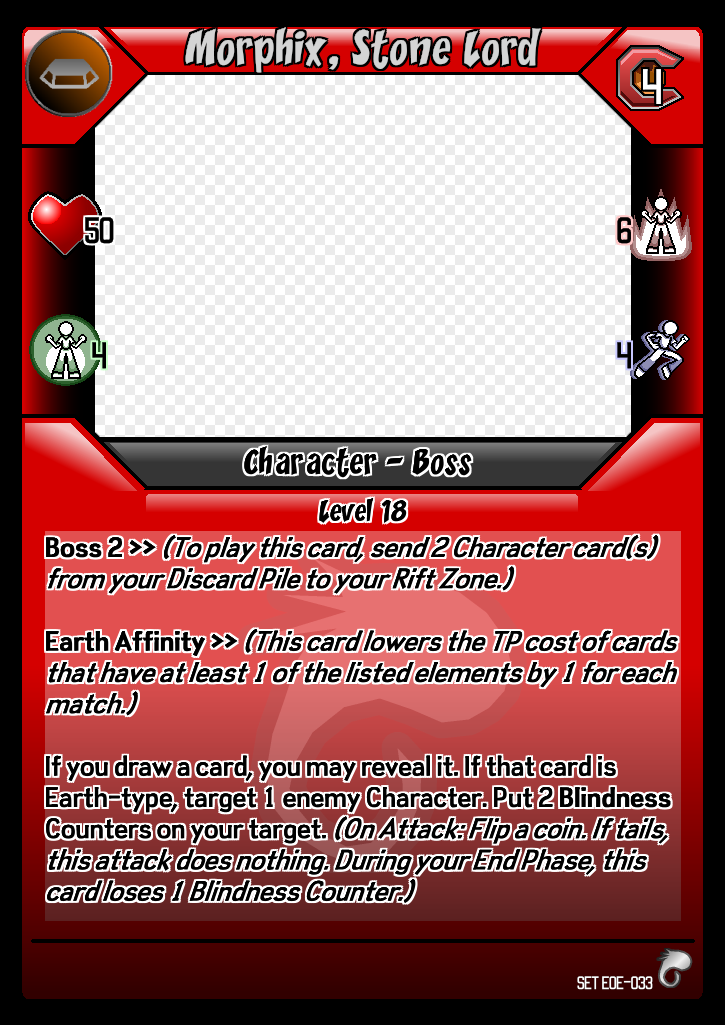 Morphix, Stone Lord
4
50
6
4
4
Character - Boss
Level 18
Boss 2 >> (To play this card, send 2 Character card(s)
from your Discard Pile to your Rift Zone.)
Earth Affinity >> (This card lowers the TP cost of cards
that have at least 1 of the listed elements by 1 for each
match.)
If you draw a card, you may reveal it. If that card is
Earth-type, target 1 enemy Character. Put 2 Blindness
Counters on your target. (On Attack: Flip a coin. If tails,
this attack does nothing. During your End Phase, this
card loses 1 Blindness Counter.)
SET EOE-033